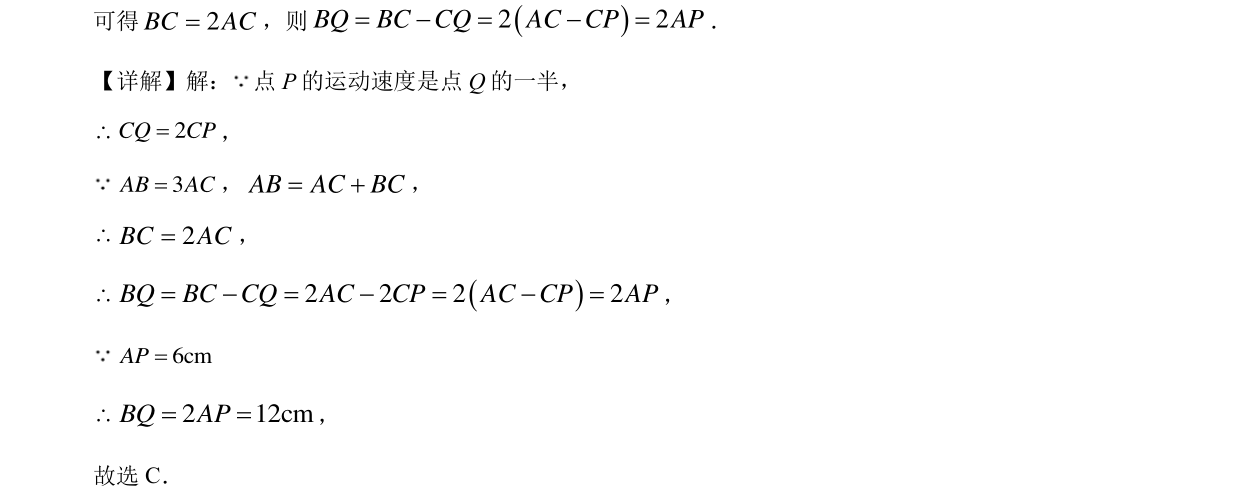 可得 BC = 2AC，则 BQ = BC − CQ = 2(AC − CP) = 2AP．
【详解】解：∵点 P 的运动速度是点 Q 的一半，
∴ CQ = 2CP，
∵ AB = 3AC， AB = AC + BC，
∴ BC = 2AC，
∴ BQ = BC − CQ = 2AC − 2CP = 2(AC − CP) = 2AP，
∵ AP = 6cm
∴ BQ = 2AP = 12cm，
故选 C．